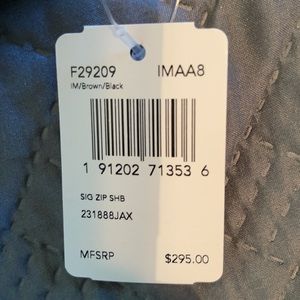 F29209 IMAA8
IM/Brown/Black
1 91202 71353 6
SIG ZIP SHB
231888JAX
MFSRP $295.00